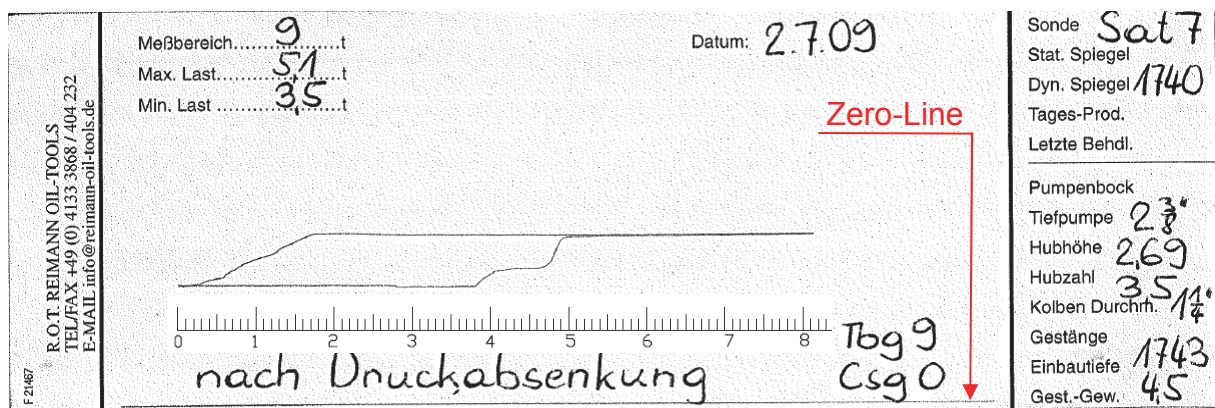 R.O.T. REIMANN OIL-TOOLS
TEL/FAX +49 (0) 4133 3868 / 404 232
E-MAIL info@reimann-oil-tools.de
F 21467
Meßbereich 9 t
Max. Last 5,1 t
Min. Last 3,5 t
Datum: 2.7.09
Zero-Line
0 1 2 3 4 5 6 7 8
Tbg 9
Csg 0
nach Druckabsenkung
Sonde Sat 7
Stat. Spiegel
Dyn. Spiegel 1740
Tages-Prod.
Letzte Behdl.
Pumpenbock
Tiefpumpe 2 3/8"
Hubhöhe 2,69
Hubzahl 3,5
Kolben Durchm. 1 1/4"
Gestänge
Einbautiefe 1743
Gest.-Gew. 4,5